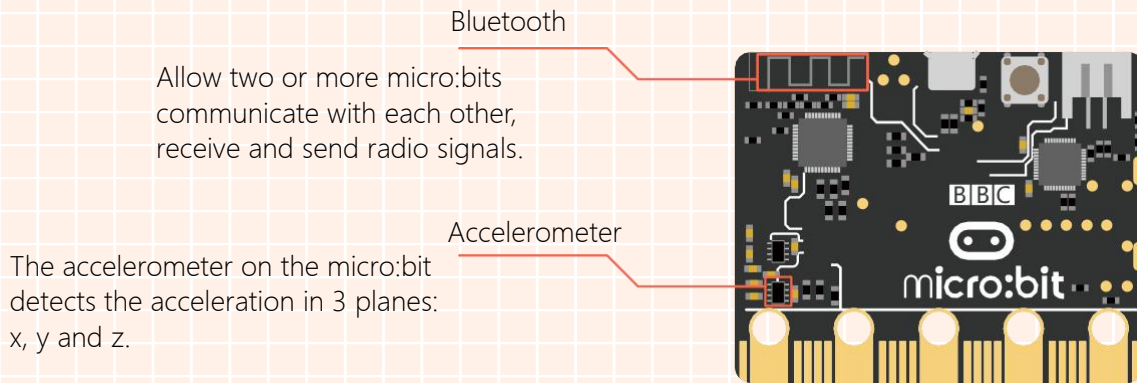 Bluetooth
Allow two or more micro:bits
communicate with each other,
receive and send radio signals.
Accelerometer
The accelerometer on the micro:bit
detects the acceleration in 3 planes:
x, y and z.
BBC
micro:bit